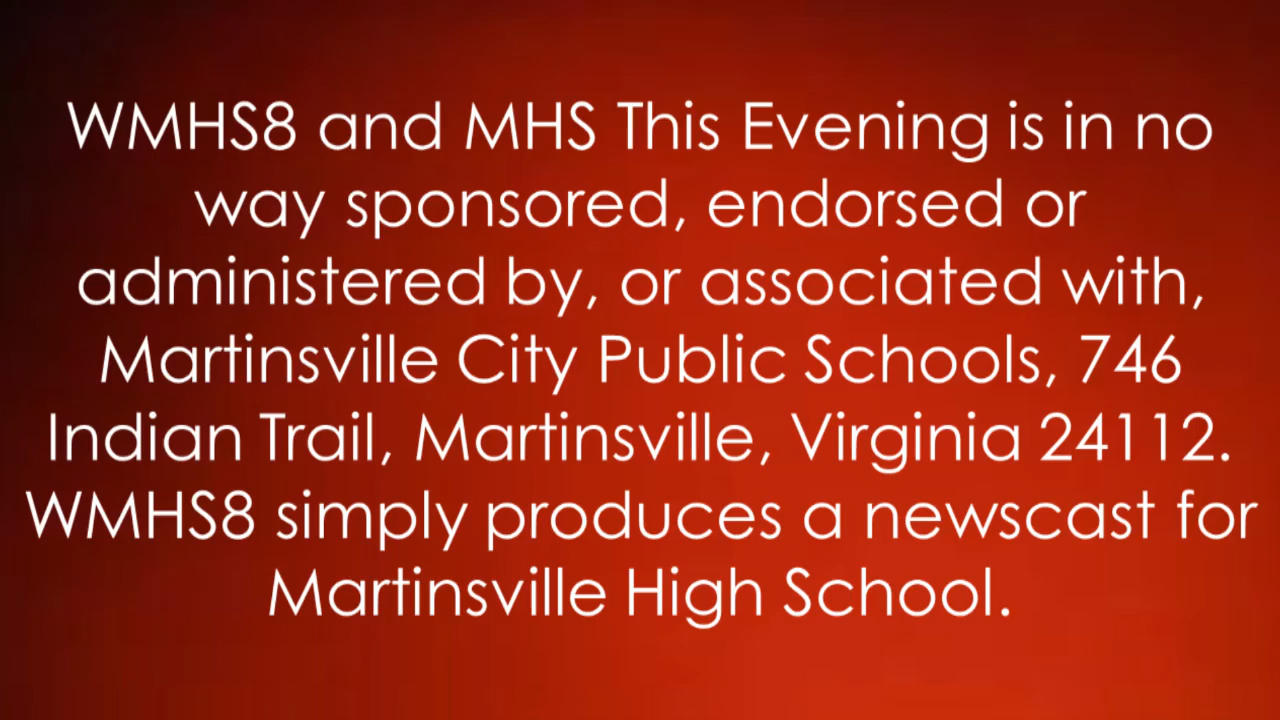 WMHS8 and MHS This Evening is in no
way sponsored, endorsed or
administered by, or associated with,
Martinsville City Public Schools, 746
Indian Trail, Martinsville, Virginia 24112.
WMHS8 simply produces a newscast for
Martinsville High School.